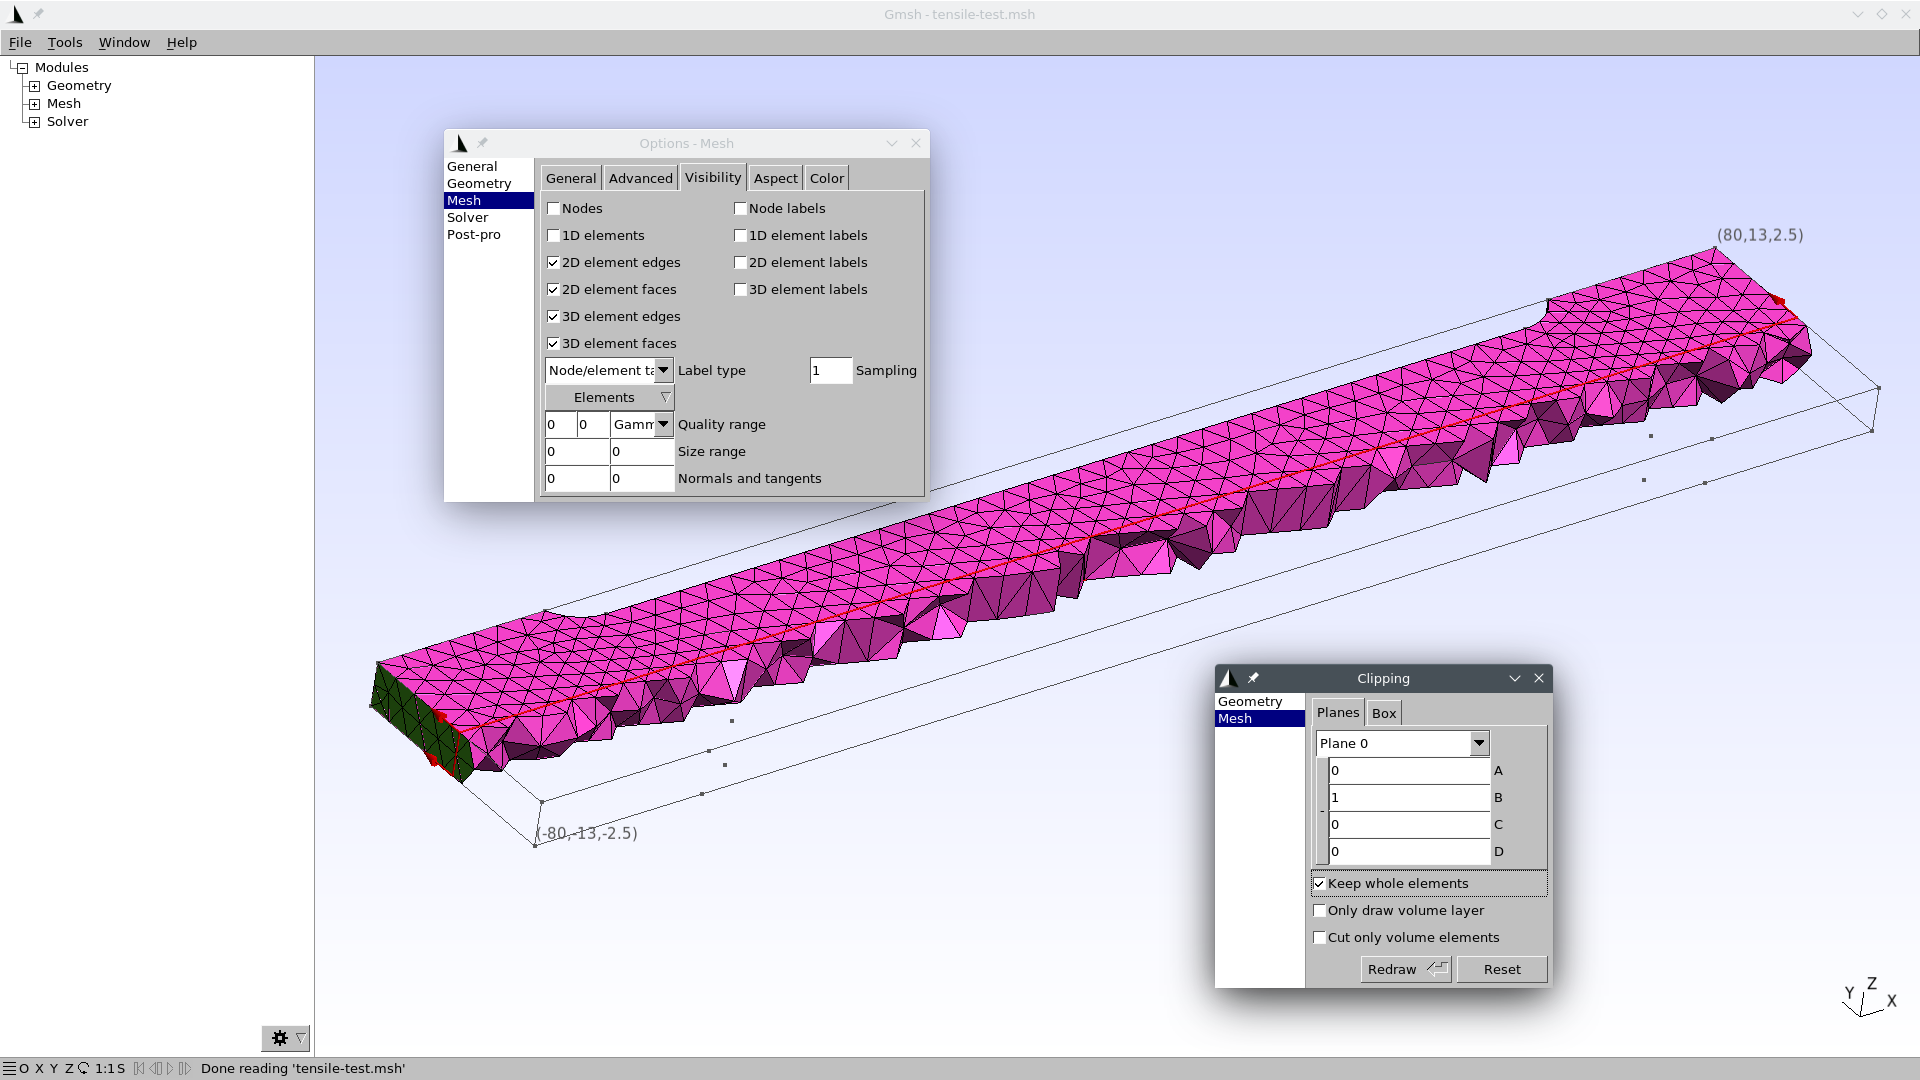 Gmsh - tensile-test.msh
File Tools Window Help
Modules
Geometry
Mesh
Solver
Options - Mesh
General
Geometry
Mesh
Solver
Post-pro
General Advanced Visibility Aspect Color
Nodes Node labels
1D elements 1D element labels
2D element edges 2D element labels
2D element faces 3D element labels
3D element edges
3D element faces
Node/element ta Label type 1 Sampling
Elements
0 0 Gamm Quality range
0 0 Size range
0 0 Normals and tangents
(80,13,2.5)
(-80,-13,-2.5)
Clipping
Geometry
Mesh
Planes Box
Plane 0
0 A
1 B
0 C
0 D
-
Keep whole elements
Only draw volume layer
Cut only volume elements
Redraw Reset
Y Z X
O X Y Z 1:1 S Done reading 'tensile-test.msh'